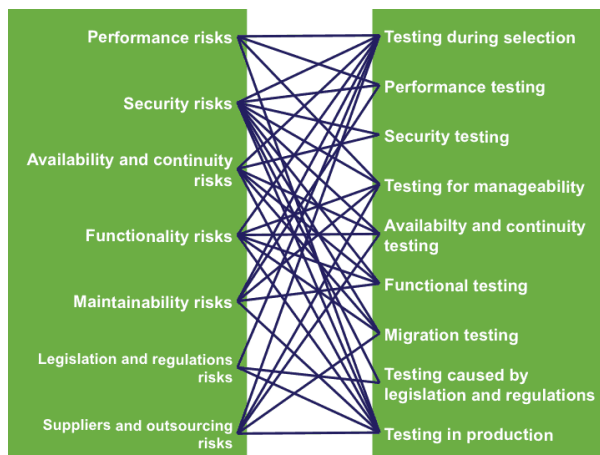 Performance risks
Security risks
Availability and continuity
risks
Functionality risks
Maintainability risks
Legislation and regulations
risks
Suppliers and outsourcing
risks
Testing during selection
Performance testing
Security testing
Testing for manageability
Availabilty and continuity
testing
Functional testing
Migration testing
Testing caused by
legislation and regulations
Testing in production